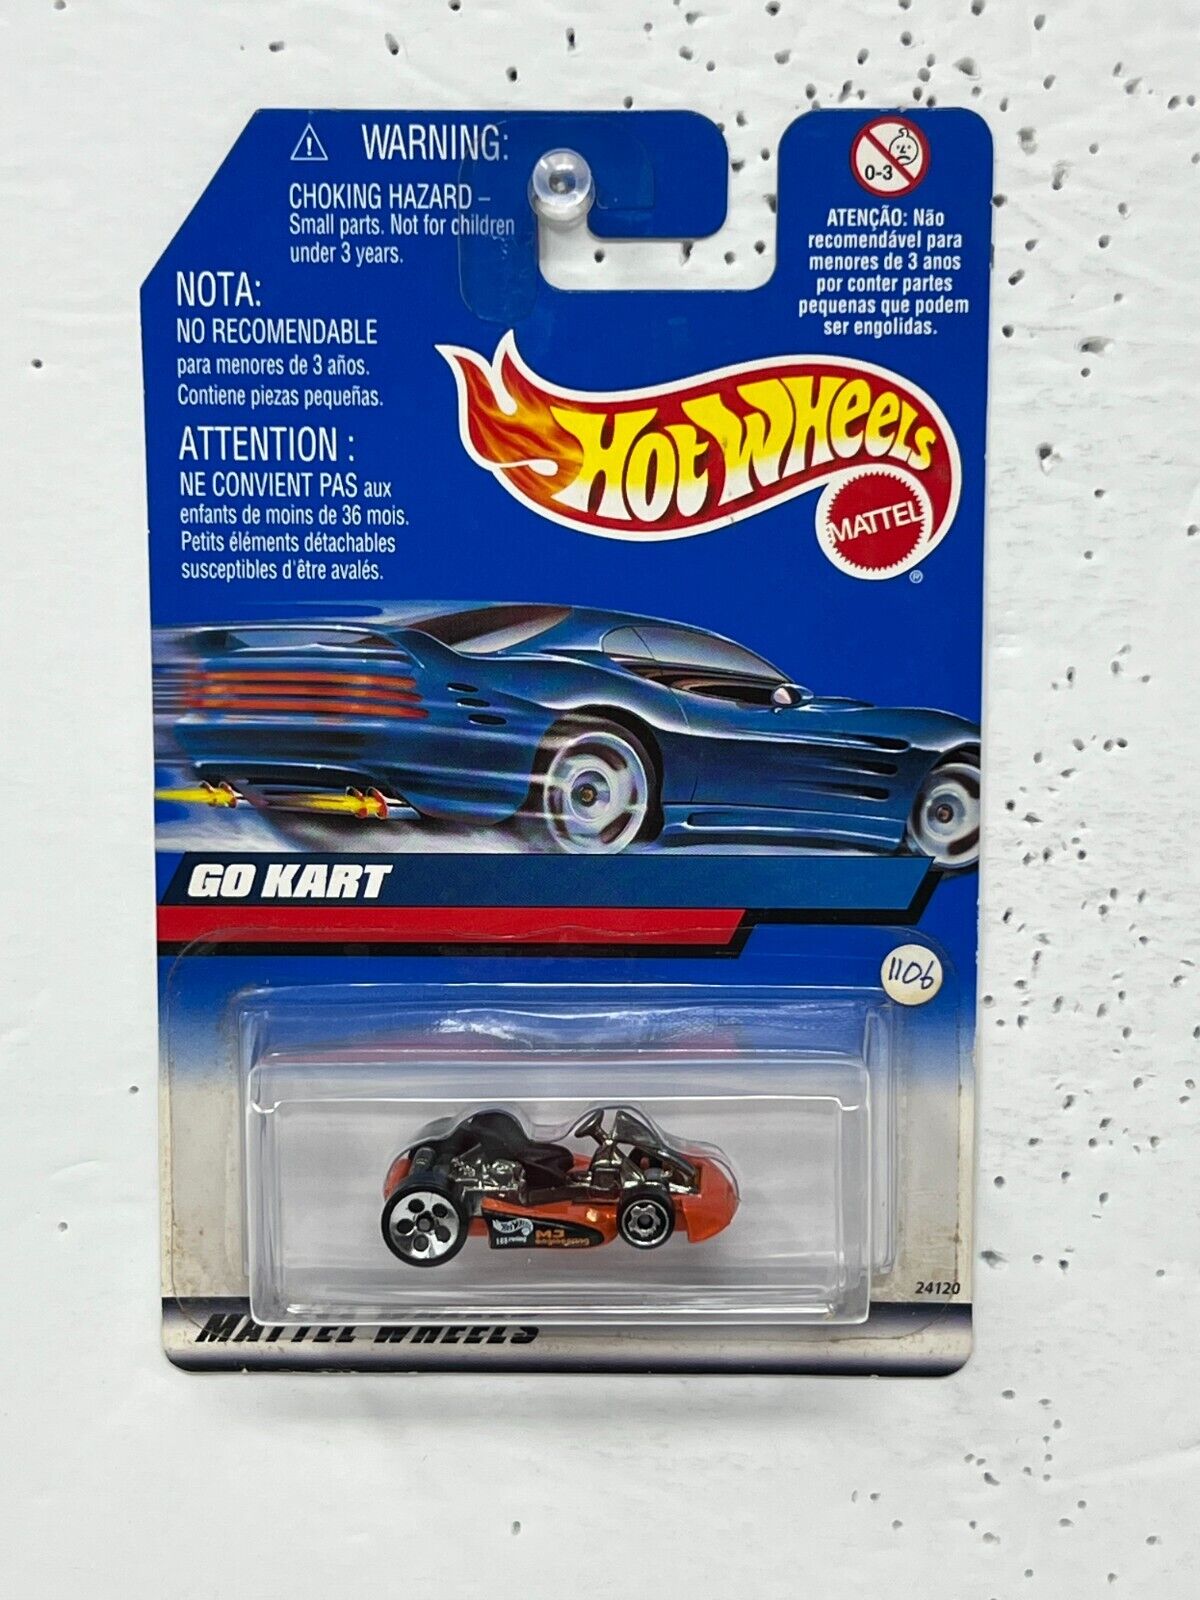 WARNING:
CHOKING HAZARD –
Small parts. Not for children
under 3 years.
NOTA:
NO RECOMENDABLE
para menores de 3 años.
Contiene piezas pequeñas.
ATTENTION :
NE CONVIENT PAS aux
enfants de moins de 36 mois.
Petits éléments détachables
susceptibles d'être avalés.
0-3
ATENÇÃO: Não
recomendável para
menores de 3 anos
por conter partes
pequenas que podem
ser engolidas.
HOT WHEELS
MATTEL
®
GO KART
1106
Hot Wheels
MJ
24120
MATTEL WHEELS